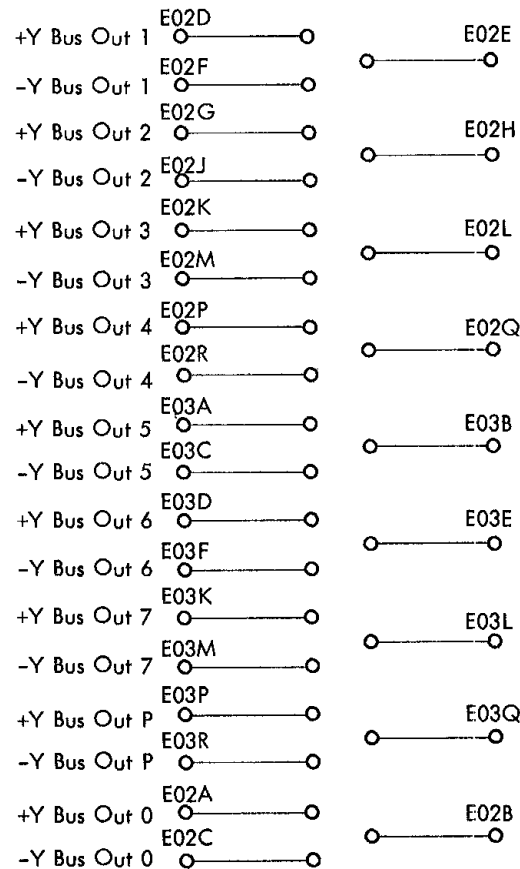 E02D
+Y Bus Out 1
E02E
E02F
-Y Bus Out 1
E02G
+Y Bus Out 2
E02H
E02J
-Y Bus Out 2
E02K
+Y Bus Out 3
E02L
E02M
-Y Bus Out 3
E02P
+Y Bus Out 4
E02Q
E02R
-Y Bus Out 4
E03A
+Y Bus Out 5
E03B
E03C
-Y Bus Out 5
E03D
+Y Bus Out 6
E03E
E03F
-Y Bus Out 6
E03K
+Y Bus Out 7
E03L
E03M
-Y Bus Out 7
E03P
+Y Bus Out P
E03Q
E03R
-Y Bus Out P
E02A
+Y Bus Out 0
E02B
E02C
-Y Bus Out 0